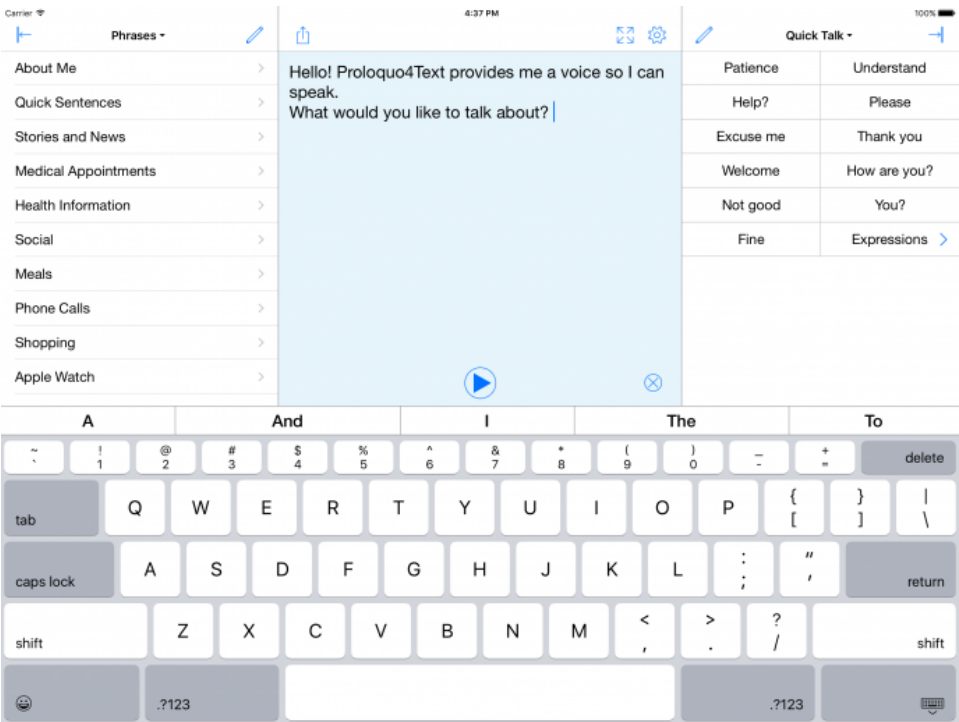 Carrier
4:37 PM
100%
Phrases
About Me
Quick Sentences
Stories and News
Medical Appointments
Health Information
Social
Meals
Phone Calls
Shopping
Apple Watch
Hello! Proloquo4Text provides me a voice so I can
speak.
What would you like to talk about?
Quick Talk
Patience Understand
Help? Please
Excuse me Thank you
Welcome How are you?
Not good You?
Fine Expressions
A And I The To
~ ! @ # $ % ^ & * ( ) _ +
` 1 2 3 4 5 6 7 8 9 0 - = delete
tab Q W E R T Y U I O P { [ } ] | \
caps lock A S D F G H J K L : ; " ' return
shift Z X C V B N M < , > . ? / shift
.?123 .?123